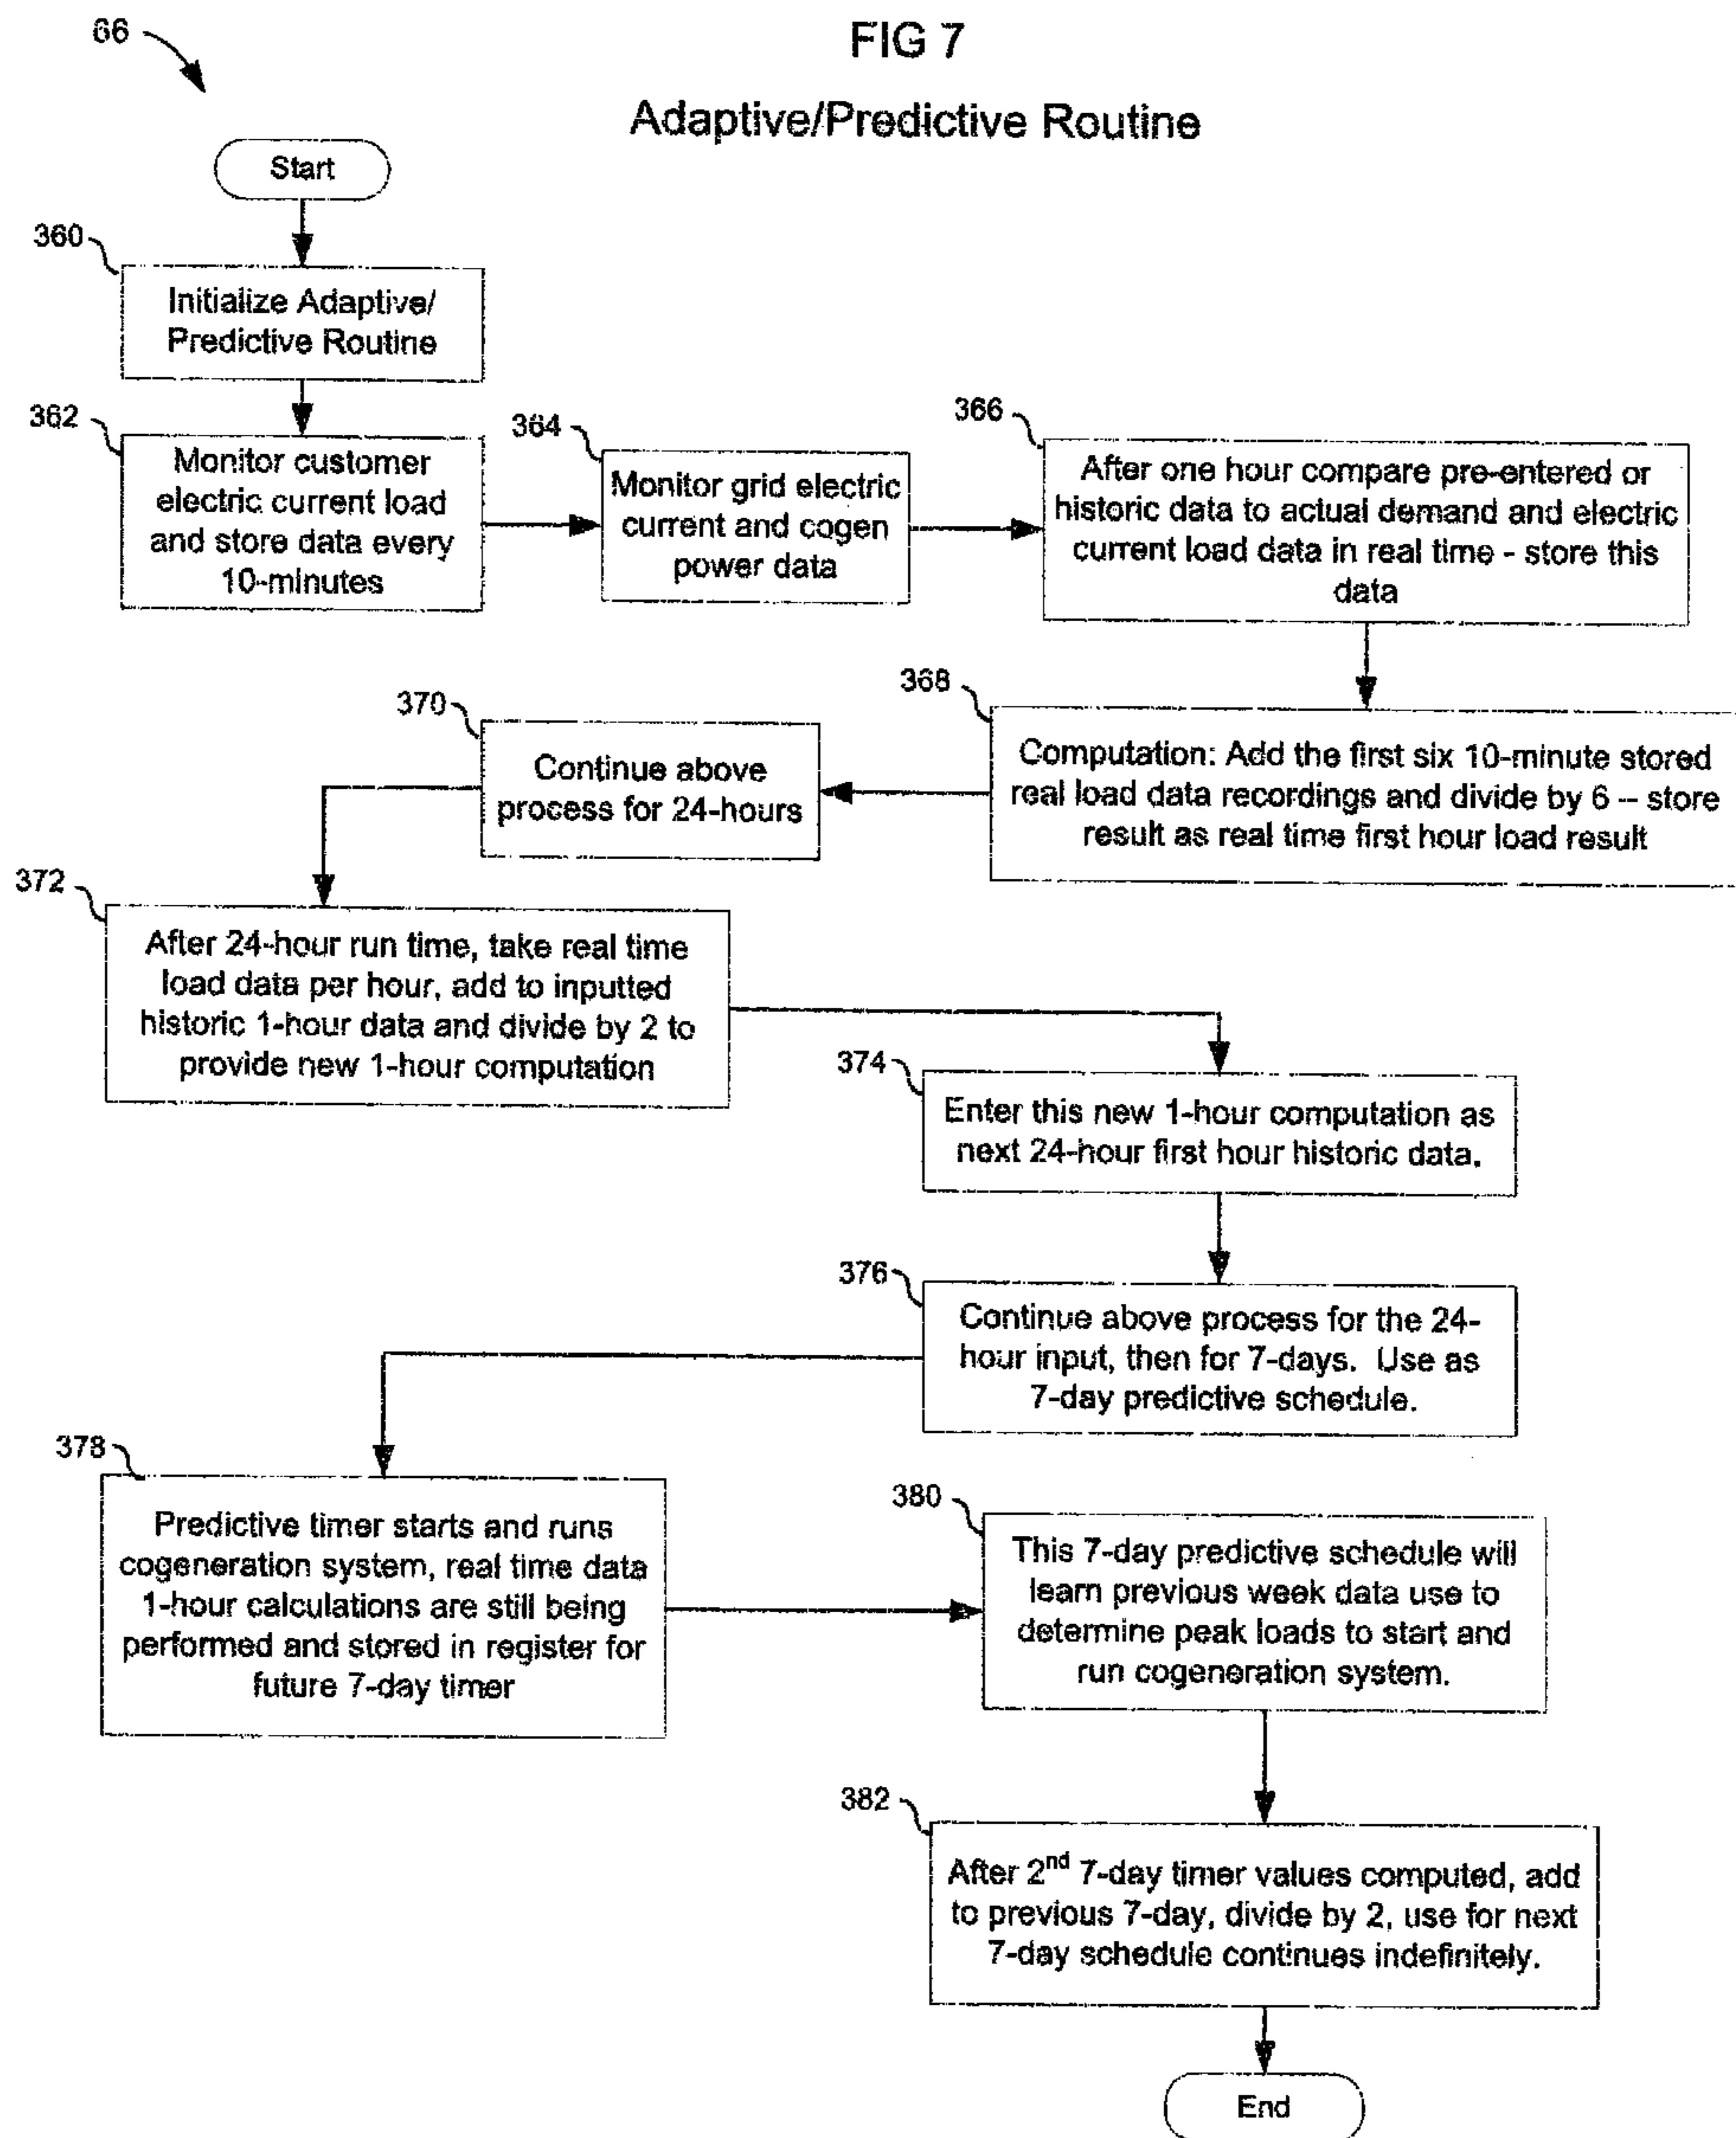 66
FIG 7
Adaptive/Predictive Routine
Start
360
Initialize Adaptive/
Predictive Routine
362
Monitor customer
electric current load
and store data every
10-minutes
364
Monitor grid electric
current and cogen
power data
366
After one hour compare pre-entered or
historic data to actual demand and electric
current load data in real time - store this
data
368
Computation: Add the first six 10-minute stored
real load data recordings and divide by 6 -- store
result as real time first hour load result
370
Continue above
process for 24-hours
372
After 24-hour run time, take real time
load data per hour, add to inputted
historic 1-hour data and divide by 2 to
provide new 1-hour computation
374
Enter this new 1-hour computation as
next 24-hour first hour historic data.
376
Continue above process for the 24-
hour input, then for 7-days. Use as
7-day predictive schedule.
378
Predictive timer starts and runs
cogeneration system, real time data
1-hour calculations are still being
performed and stored in register for
future 7-day timer
380
This 7-day predictive schedule will
learn previous week data use to
determine peak loads to start and
run cogeneration system.
382
After 2nd 7-day timer values computed, add
to previous 7-day, divide by 2, use for next
7-day schedule continues indefinitely.
End